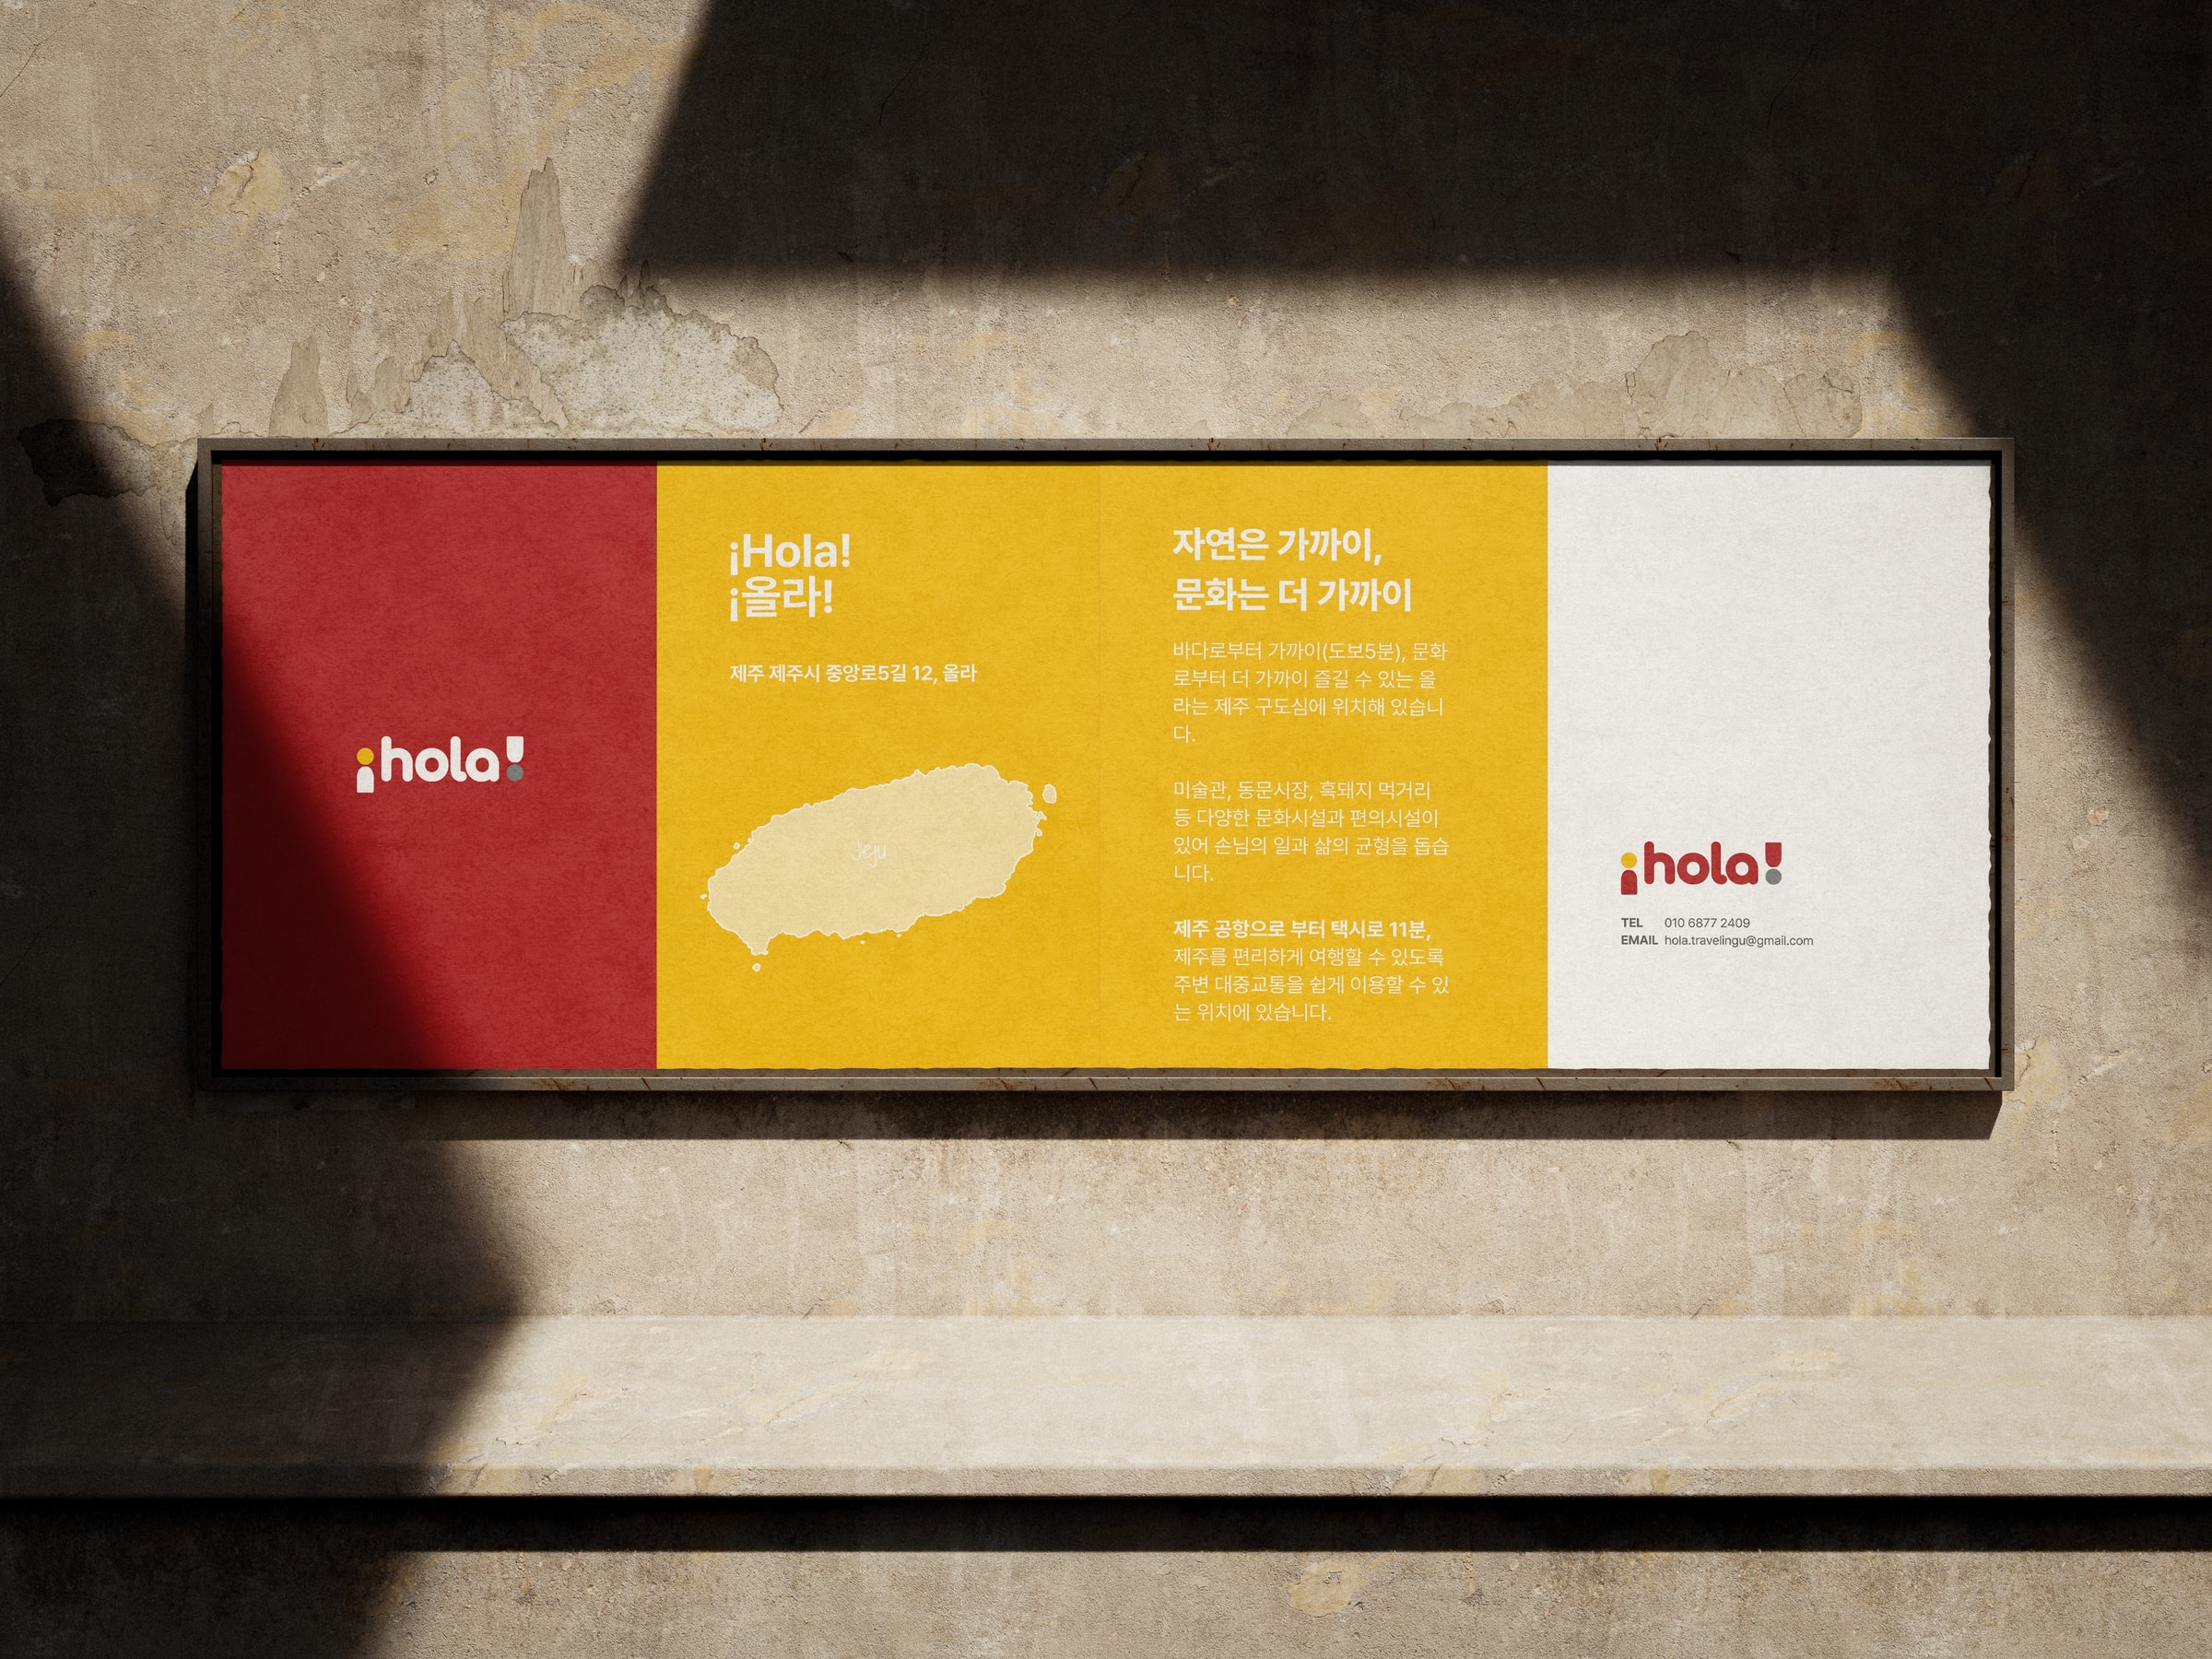 ¡hola!
¡Hola!
¡올라!
제주 제주시 중앙로5길 12, 올라
Jeju
자연은 가까이,
문화는 더 가까이
바다로부터 가까이(도보5분), 문화
로부터 더 가까이 즐길 수 있는 올
라는 제주 구도심에 위치해 있습니
다.
미술관, 동문시장, 흑돼지 먹거리
등 다양한 문화시설과 편의시설이
있어 손님의 일과 삶의 균형을 돕습
니다.
제주 공항으로 부터 택시로 11분,
제주를 편리하게 여행할 수 있도록
주변 대중교통을 쉽게 이용할 수 있
는 위치에 있습니다.
¡hola!
TEL 010 6877 2409
EMAIL hola.travelingu@gmail.com